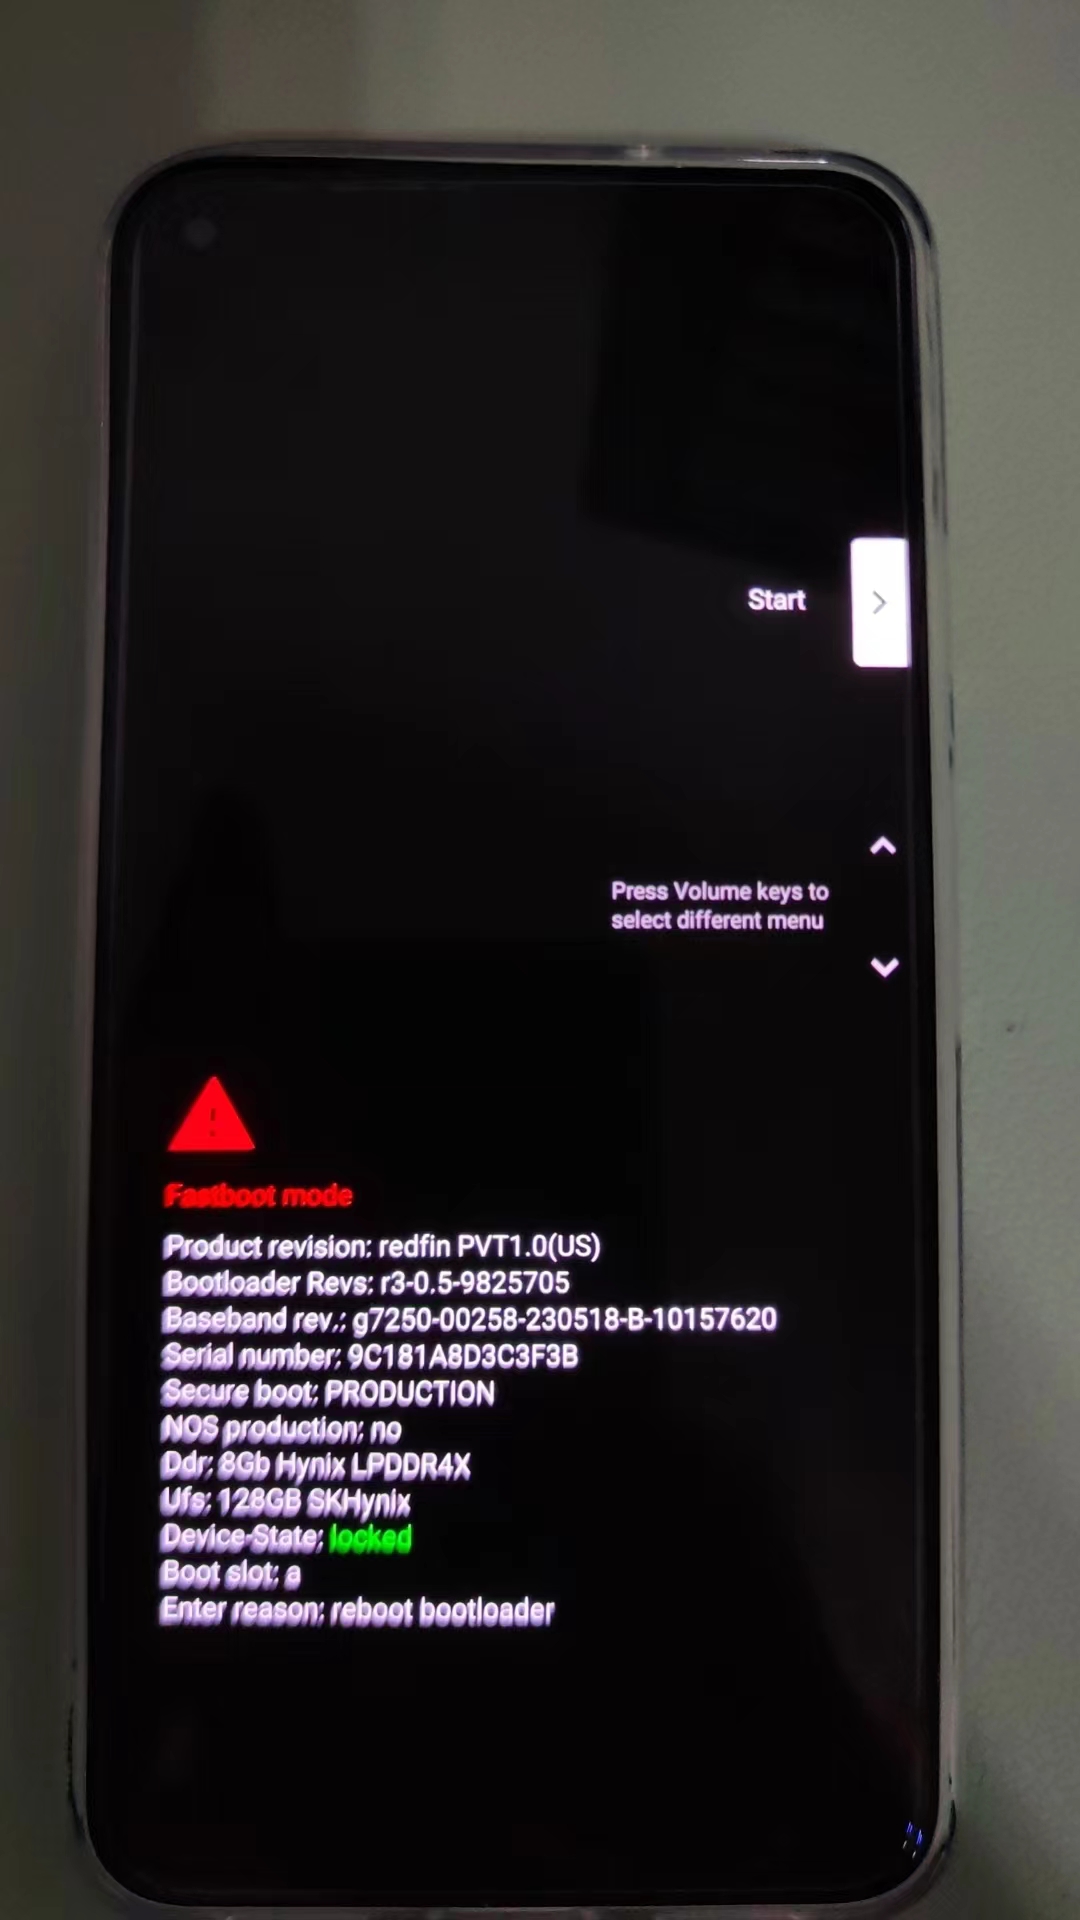 Start
Press Volume keys to
select different menu
Fastboot mode
Product revision: redfin PVT1.0(US)
Bootloader Revs: r3-0.5-9825705
Baseband rev.: g7250-00258-230518-B-10157620
Serial number: 9C181A8D3C3F3B
Secure boot: PRODUCTION
NOS production: no
Ddr: 8Gb Hynix LPDDR4X
Ufs: 128GB SKHynix
Device-State: locked
Boot slot: a
Enter reason: reboot bootloader